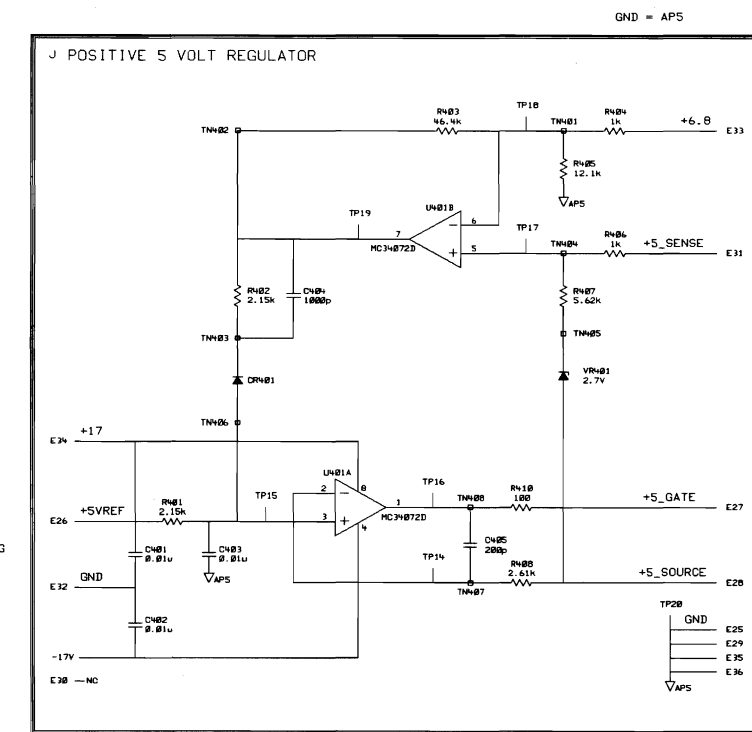 GND = AP5
J POSITIVE 5 VOLT REGULATOR
TN402
R403
46.4k
TP18
TN401
R404
1k
+6.8
E33
R405
12.1k
AP5
TP19
U401B
7
6
5
MC34072D
TP17
TN404
R406
1k
+5_SENSE
E31
R402
2.15k
C404
1000p
R407
5.62k
TN403
TN405
CR401
VR401
2.7V
TN406
E34
+17
U401A
2
8
3
4
1
MC34072D
TP15
TP16
TN408
R410
100
+5_GATE
E27
E26
+5VREF
R401
2.15k
C401
0.01u
C403
0.01u
AP5
C405
200p
G
E32
GND
TP14
TN407
R408
2.61k
+5_SOURCE
E28
C402
0.01u
TP20
GND
E25
E29
E35
E36
AP5
-17V
E30 — NC